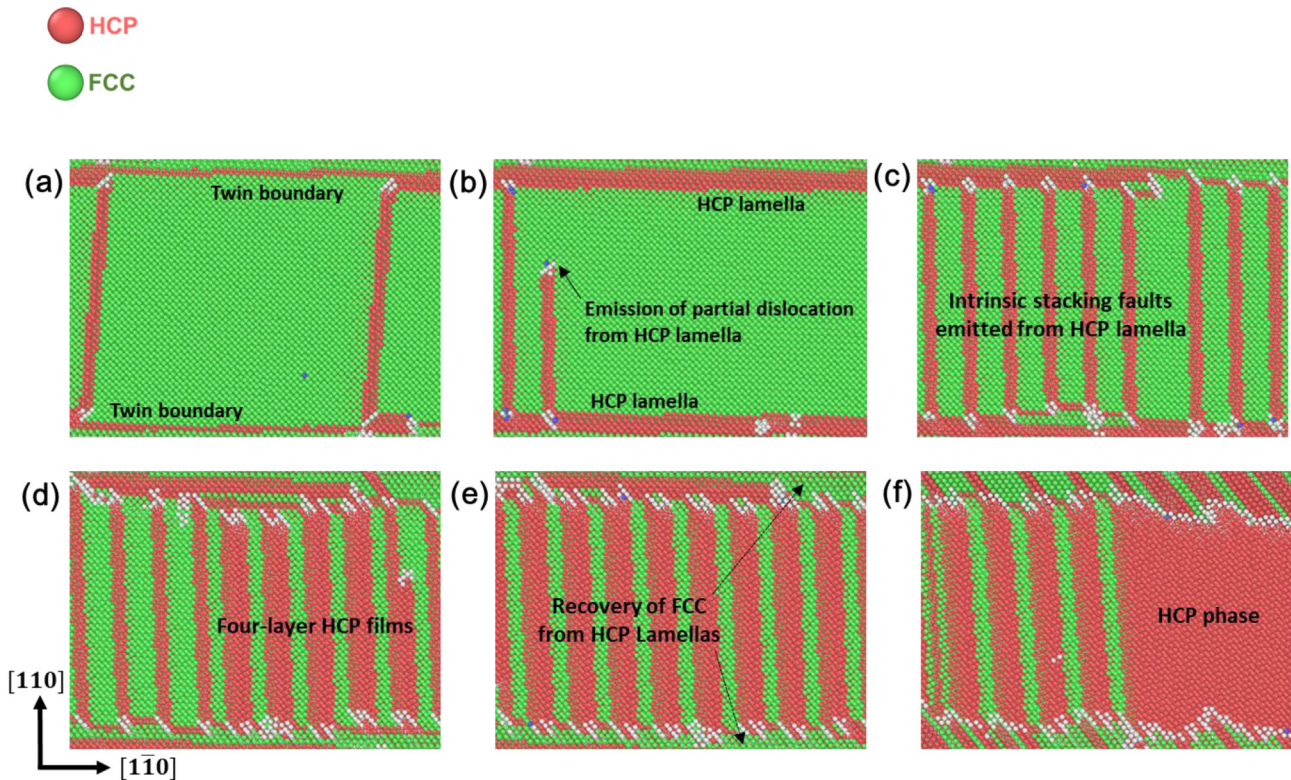 HCP
FCC
(a)
Twin boundary
Twin boundary
(b)
HCP lamella
Emission of partial dislocation
from HCP lamella
HCP lamella
(c)
Intrinsic stacking faults
emitted from HCP lamella
(d)
Four-layer HCP films
(e)
Recovery of FCC
from HCP Lamellas
(f)
HCP phase
[110]
[11̅0]